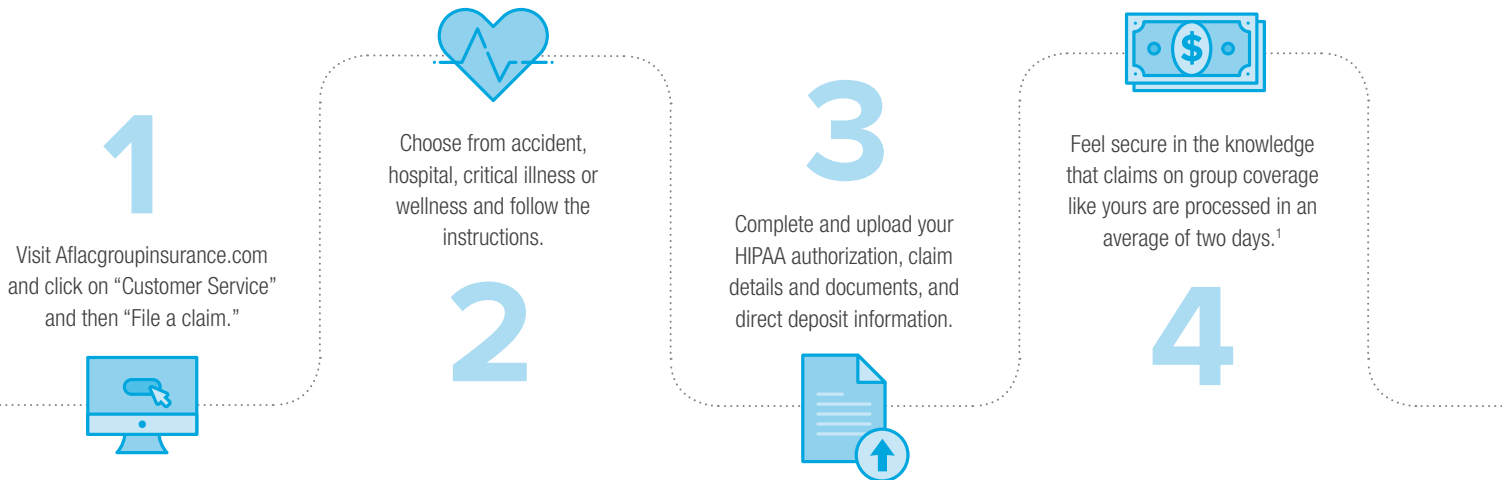 1
Visit Aflacgroupinsurance.com
and click on “Customer Service”
and then “File a claim.”
Choose from accident,
hospital, critical illness or
wellness and follow the
instructions.
2
3
Complete and upload your
HIPAA authorization, claim
details and documents, and
direct deposit information.
$
Feel secure in the knowledge
that claims on group coverage
like yours are processed in an
average of two days.¹
4